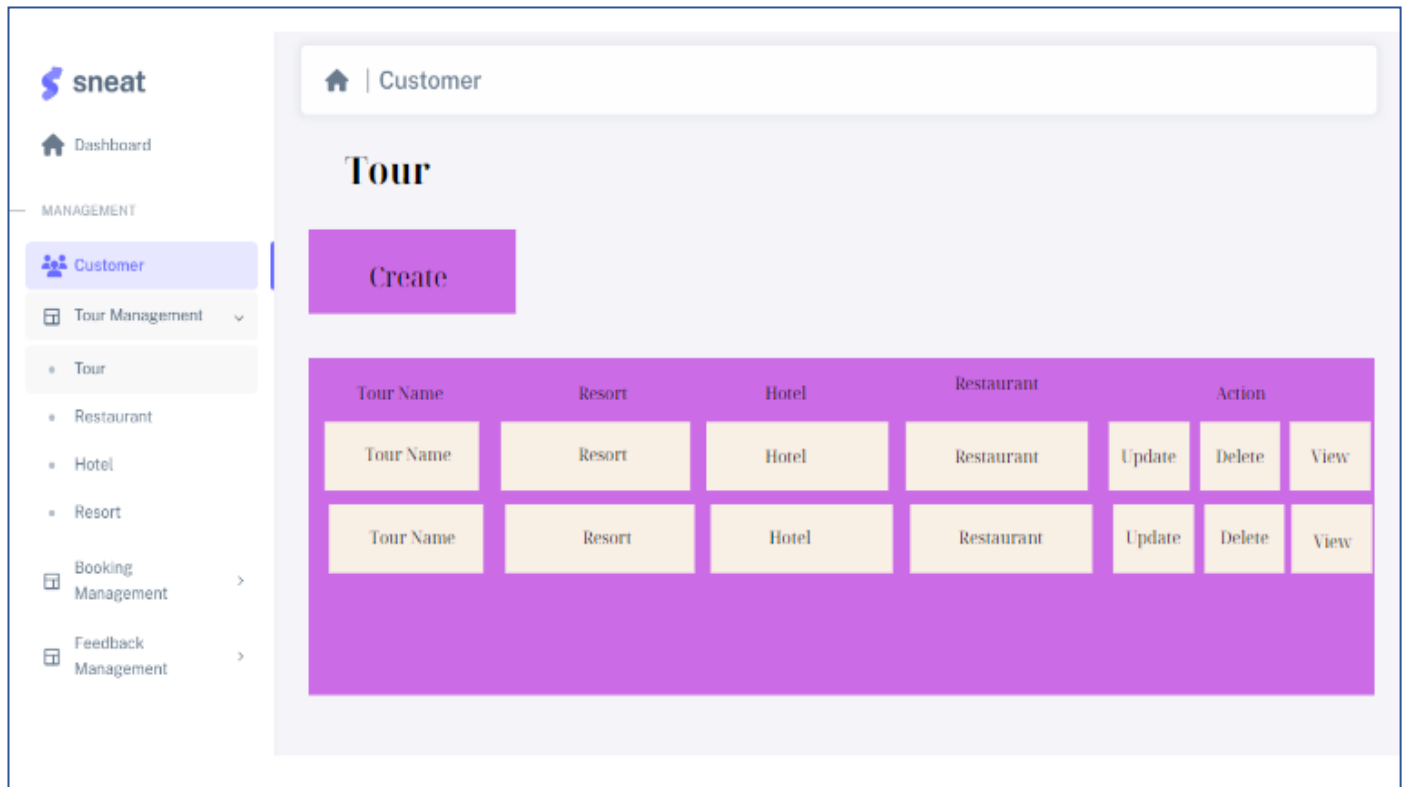 sneat
Dashboard
MANAGEMENT
Customer
Tour Management
Tour
Restaurant
Hotel
Resort
Booking
Management
Feedback
Management
| Customer
Tour
Create
Tour Name Resort Hotel Restaurant Action
Tour Name Resort Hotel Restaurant Update Delete View
Tour Name Resort Hotel Restaurant Update Delete View